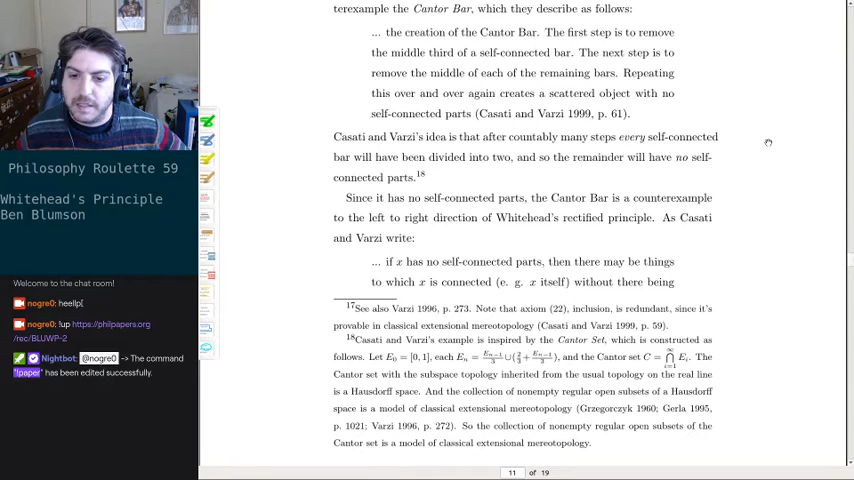 terexample the Cantor Bar, which they describe as follows:
... the creation of the Cantor Bar. The first step is to remove
the middle third of a self-connected bar. The next step is to
remove the middle of each of the remaining bars. Repeating
this over and over again creates a scattered object with no
self-connected parts (Casati and Varzi 1999, p. 61).
Casati and Varzi's idea is that after countably many steps every self-connected
bar will have been divided into two, and so the remainder will have no self-
connected parts.18
Since it has no self-connected parts, the Cantor Bar is a counterexample
to the left to right direction of Whitehead's rectified principle. As Casati
and Varzi write:
... if x has no self-connected parts, then there may be things
to which x is connected (e. g. x itself) without there being
17See also Varzi 1996, p. 273. Note that axiom (22), inclusion, is redundant, since it's
provable in classical extensional mereotopology (Casati and Varzi 1999, p. 59).
18Casati and Varzi's example is inspired by the Cantor Set, which is constructed as
follows. Let E0 = [0, 1], each En = En−1/3 ∪ (2/3 + En−1/3), and the Cantor set C = ∞⋂i=1 Ei. The
Cantor set with the subspace topology inherited from the usual topology on the real line
is a Hausdorff space. And the collection of nonempty regular open subsets of a Hausdorff
space is a model of classical extensional mereotopology (Grzegorczyk 1960; Gerla 1995,
p. 1021; Varzi 1996, p. 272). So the collection of nonempty regular open subsets of the
Cantor set is a model of classical extensional mereotopology.
11 of 19
Philosophy Roulette 59
Whitehead's Principle
Ben Blumson
Welcome to the chat room!
nogre0: heellp[
nogre0: !up https://philpapers.org
/rec/BLUWP-2
Nightbot: @nogre0 -> The command
"!paper" has been edited successfully.